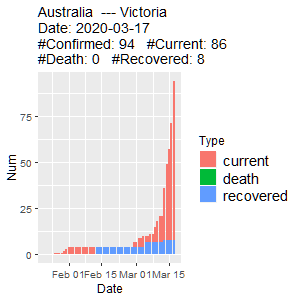 Australia --- Victoria
Date: 2020-03-17
#Confirmed: 94 #Current: 86
#Death: 0 #Recovered: 8
Num
75
50
25
0
Feb 01 Feb 15 Mar 01 Mar 15
Date
Type
current
death
recovered